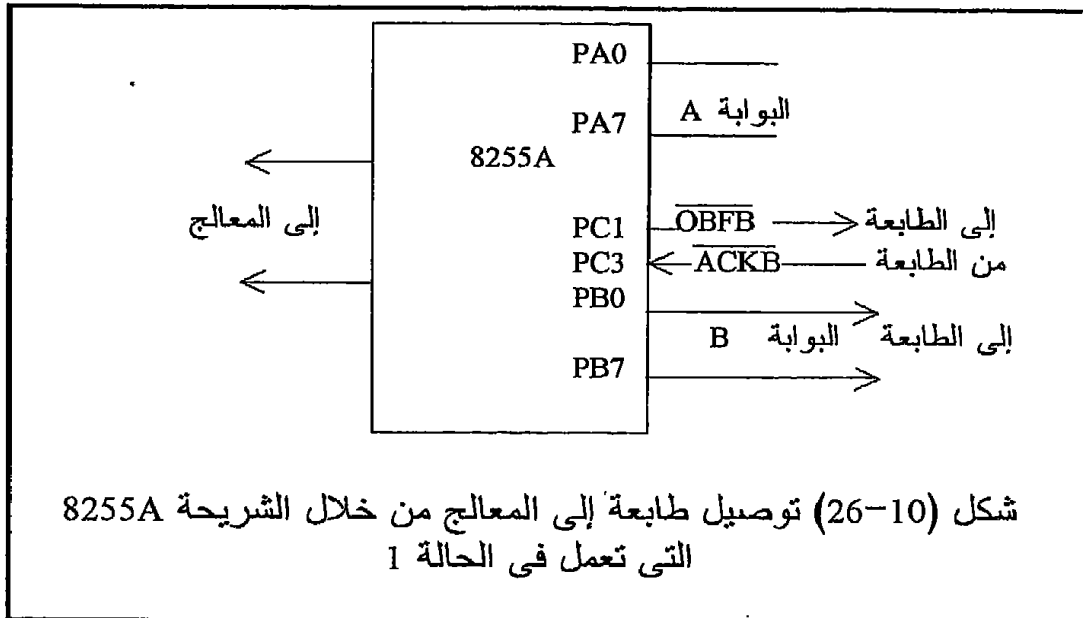 PA0
البوابة A
PA7
8255A
إلى المعالج
PC1 OBFB إلى الطابعة
PC3 ACKB من الطابعة
PB0
إلى الطابعة البوابة B
PB7
شكل (10-26) توصيل طابعة إلى المعالج من خلال الشريحة 8255A
التى تعمل فى الحالة 1